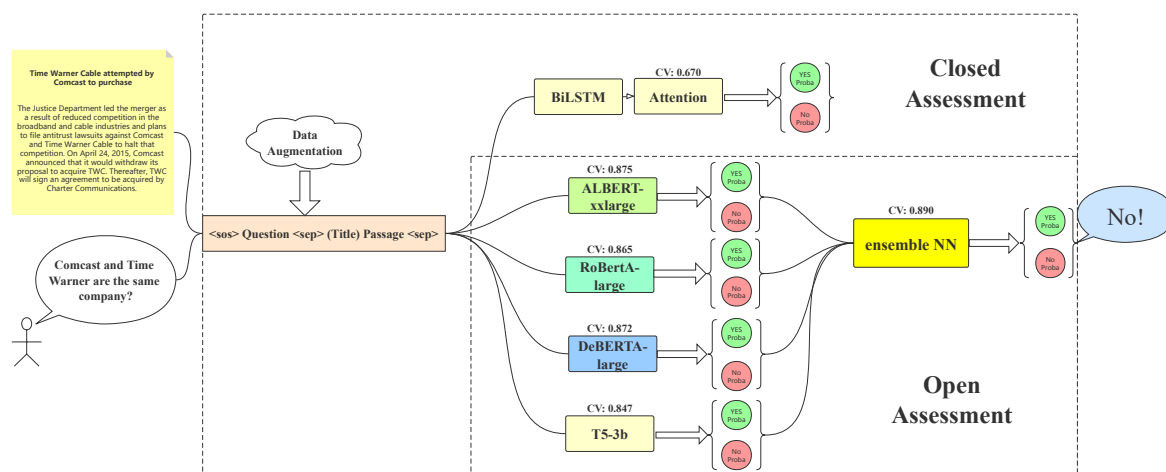 Time Warner Cable attempted by
Comcast to purchase
The Justice Department led the merger as
a result of reduced competition in the
broadband and cable industries and plans
to file antitrust lawsuits against Comcast
and Time Warner Cable to halt that
competition. On April 24, 2015, Comcast
announced that it would withdraw its
proposal to acquire TWC. Thereafter, TWC
will sign an agreement to be acquired by
Charter Communications.
Comcast and Time
Warner are the same
company?
Data
Augmentation
<sos> Question <sep> (Title) Passage <sep>
BiLSTM
CV: 0.670
Attention
YES
Proba
No
Proba
Closed
Assessment
CV: 0.875
ALBERT-
xxlarge
YES
Proba
No
Proba
CV: 0.865
RoBertA-
large
YES
Proba
No
Proba
CV: 0.872
DeBERTA-
large
YES
Proba
No
Proba
CV: 0.847
T5-3b
YES
Proba
No
Proba
CV: 0.890
ensemble NN
YES
Proba
No
Proba
No!
Open
Assessment